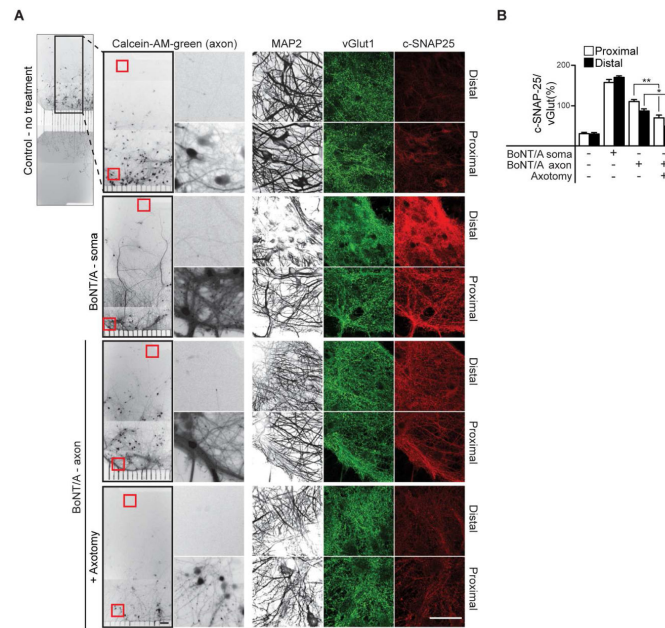 A
Calcein-AM-green (axon)
MAP2
vGlut1
c-SNAP25
Control - no treatment
Distal
Proximal
BoNT/A - soma
Distal
Proximal
BoNT/A - axon
Distal
Proximal
+ Axotomy
Distal
Proximal
B
Proximal
Distal
c-SNAP-25/
vGlut(%)
200
100
**
*
BoNT/A soma - - + + - - -
BoNT/A axon - - - - + + +
Axotomy - - - - - - +